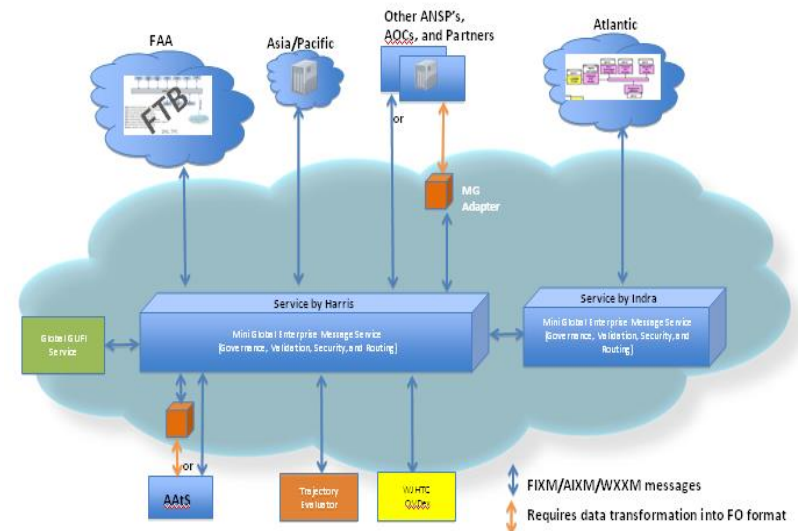 Other ANSP's,
AOCs, and Partners
FAA
Asia/Pacific
Atlantic
FTB
or
MG
Adapter
Service by Harris
Mini Global Enterprise Message Service
(Governance, Validation, Security, and Routing)
Service by Indra
Mini Global Enterprise Message Service
(Governance, Validation, Security, and Routing)
Global GUFI
Service
or
AAtS
Trajectory
Evaluator
WJHTC
FIXM/AIXM/WXXM messages
Requires data transformation into FO format